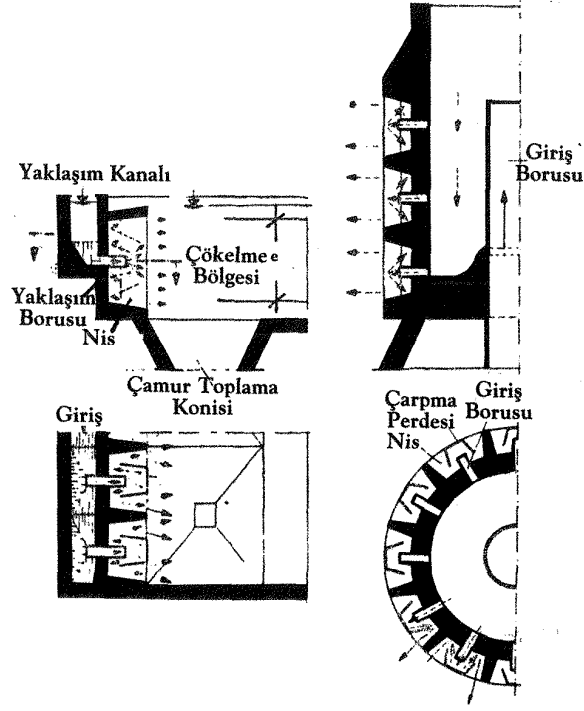 Yaklaşım Kanalı
Giriş
Borusu
Çökelme
Bölgesi
Yaklaşım
Borusu
Nis
Çamur Toplama
Konisi
Giriş
Çarpma
Perdesi
Nis
Giriş
Borusu